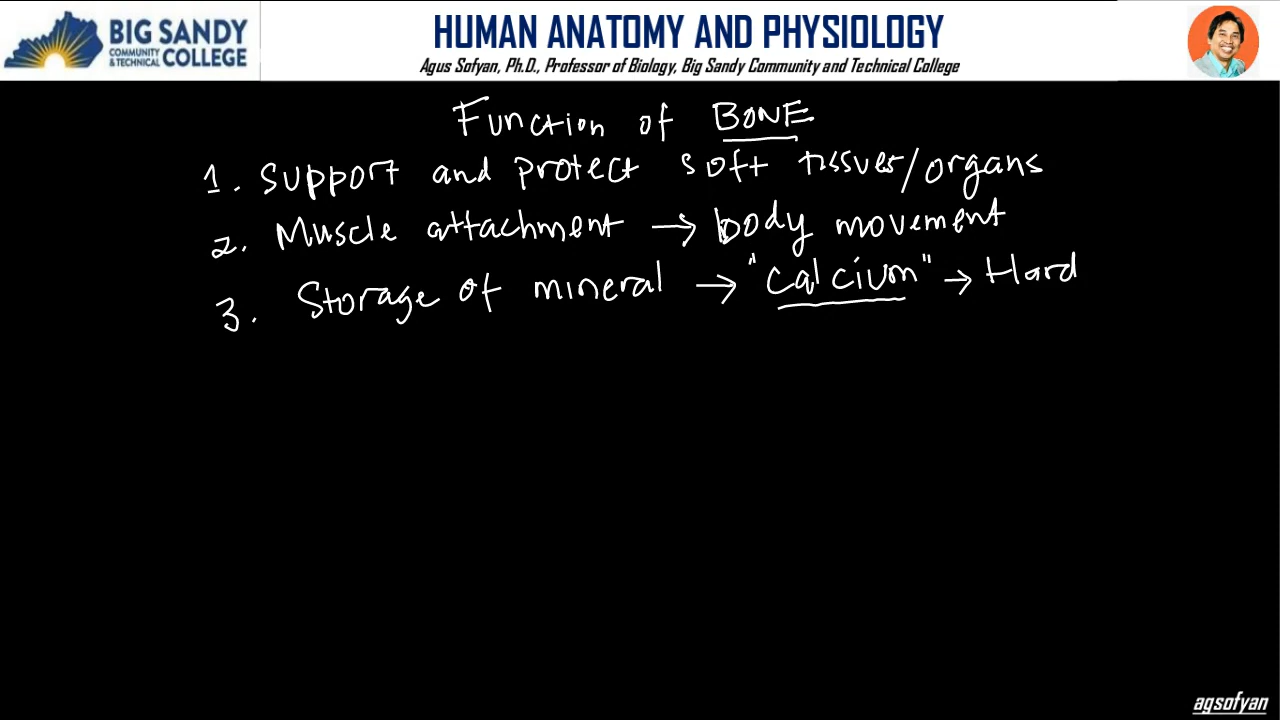 BIG SANDY
COMMUNITY & TECHNICAL COLLEGE
HUMAN ANATOMY AND PHYSIOLOGY
Agus Sofyan, Ph.D., Professor of Biology, Big Sandy Community and Technical College
Function of BONE
1. Support and protect soft tissues/organs
2. Muscle attachment → body movement
3. Storage of mineral → "Calcium" → Hard
agsofyan